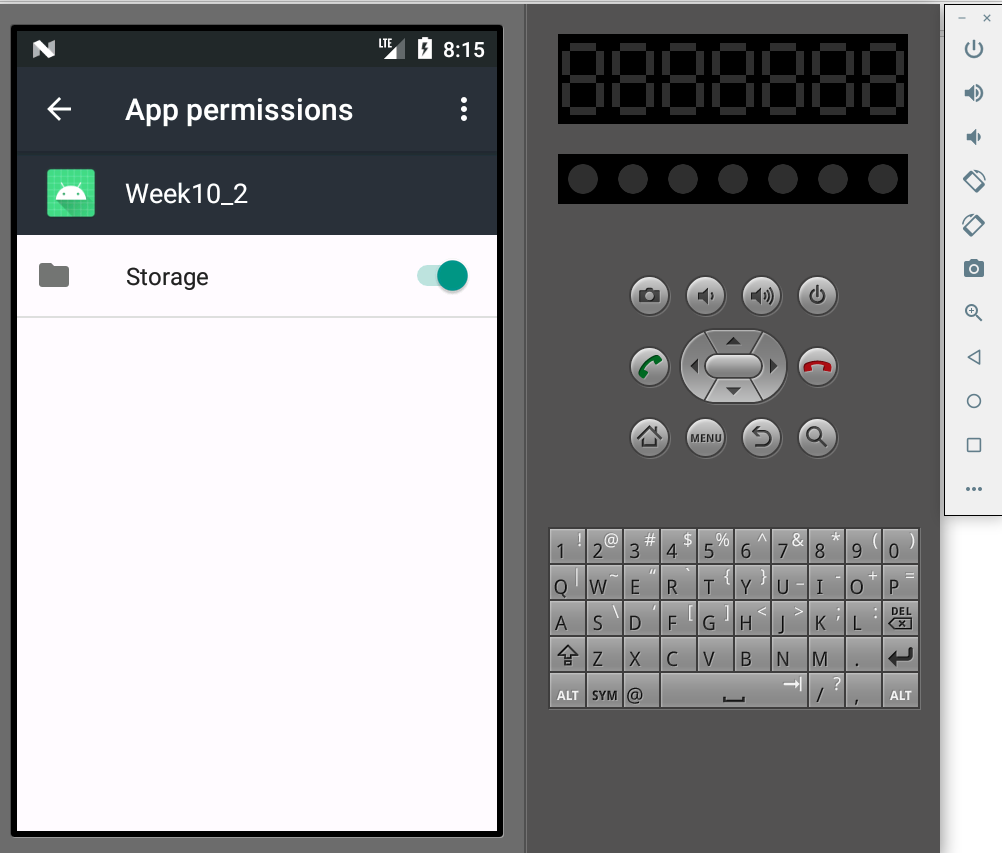 LTE 8:15
App permissions
Week10_2
Storage
MENU
1 ! 2 @ 3 # 4 $ 5 % 6 ^ 7 & 8 * 9 ( 0 )
Q | W ~ E “ R ` T { Y } U _ I - O + P =
A S \ D ‘ F [ G ] H < J > K ; L : DEL
Z X C V B N M .
ALT SYM @ / ? , ALT